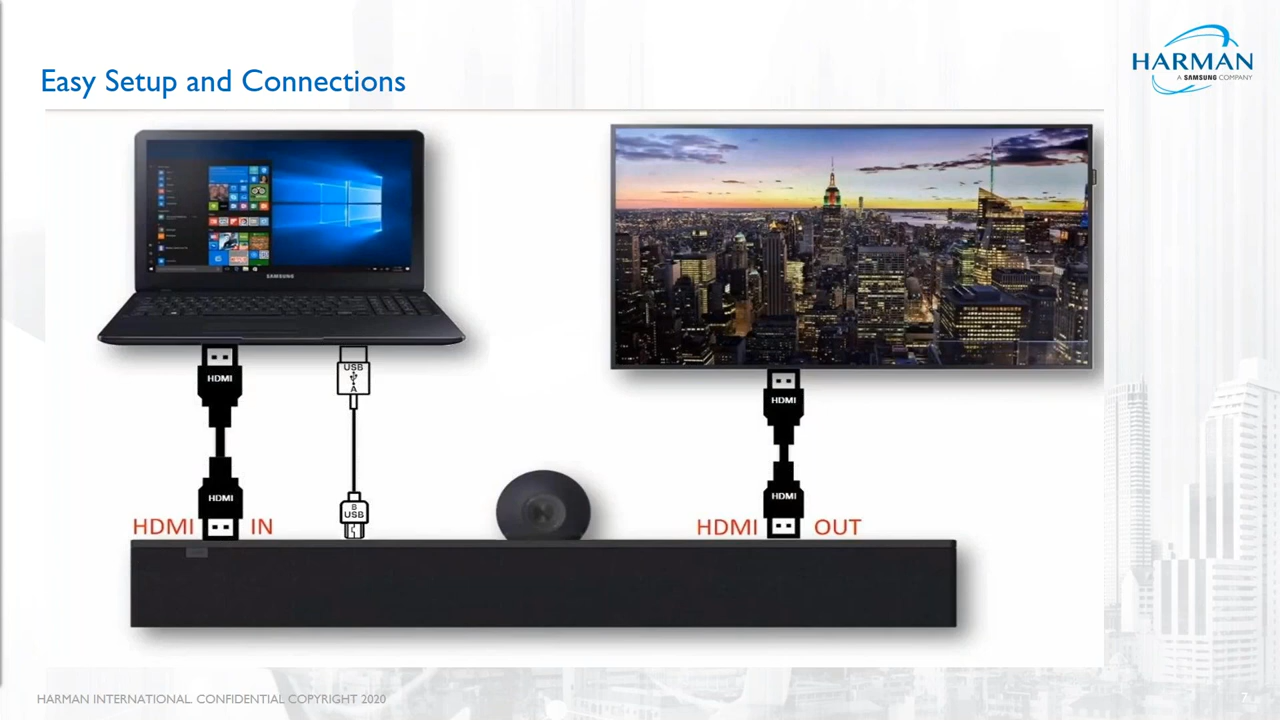 Easy Setup and Connections
HARMAN
A SAMSUNG COMPANY
SAMSUNG
HDMI
USB
A
HDMI
HDMI
B
USB
HDMI
HDMI IN
HDMI OUT
HARMAN INTERNATIONAL. CONFIDENTIAL COPYRIGHT 2020
7